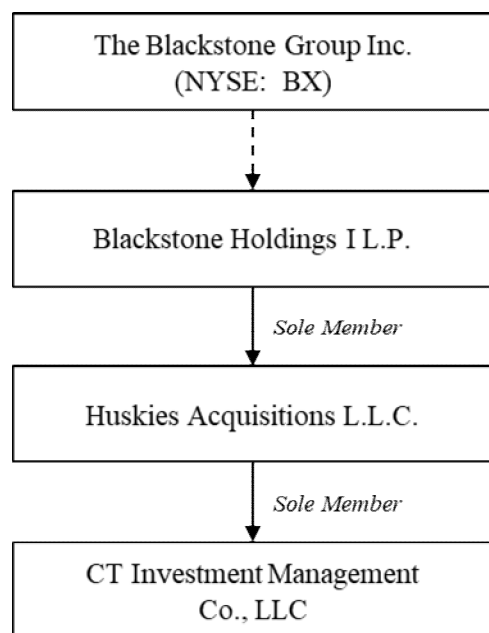 The Blackstone Group Inc.
(NYSE: BX)
Blackstone Holdings I L.P.
Sole Member
Huskies Acquisitions L.L.C.
Sole Member
CT Investment Management
Co., LLC